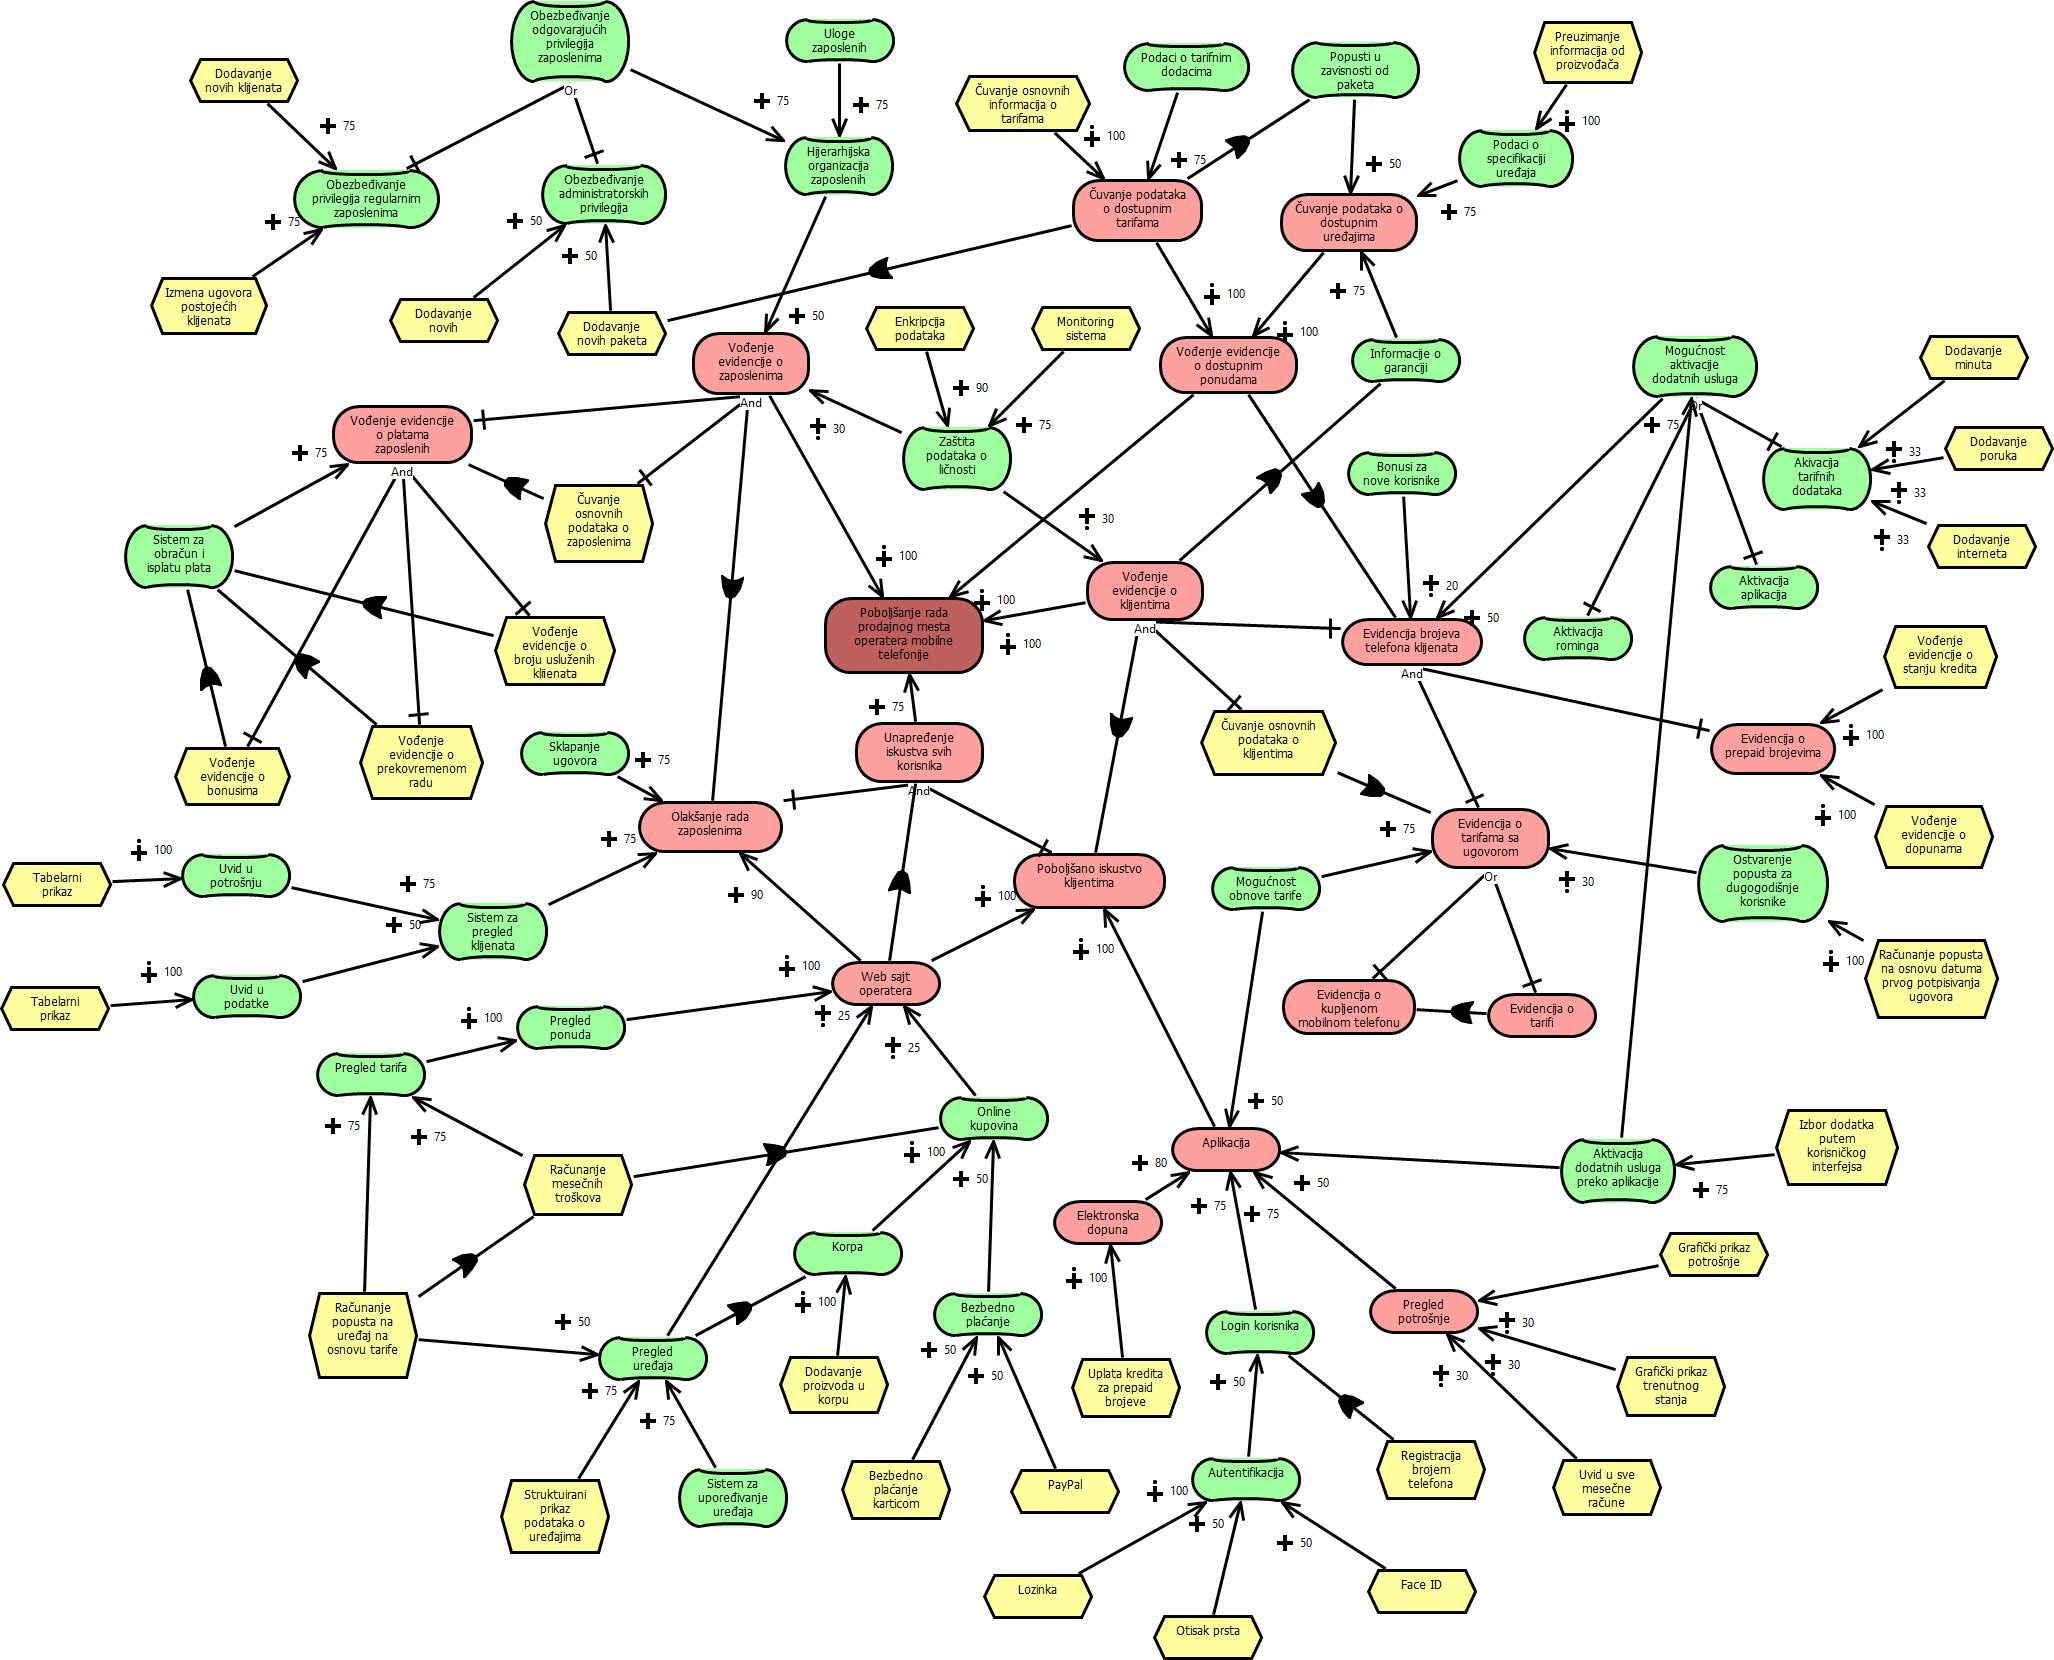 Obezbeđivanje
odgovarajućih
privilegija
zaposlenima
Or
Uloge
zaposlenih
Dodavanje
novih klijenata
Podaci o tarifnim
dodacima
Popusti u
zavisnosti od
paketa
Preuzimanje
informacija od
proizvođača
Čuvanje osnovnih
informacija o
tarifama
75
75
75
100
75
50
100
Obezbeđivanje
privilegija regularnim
zaposlenima
Obezbeđivanje
administratorskih
privilegija
Hijerarhijska
organizacija
zaposlenih
Podaci o
specifikaciji
uređaja
Čuvanje podataka
o dostupnim
tarifama
Čuvanje podataka o
dostupnim
uređajima
75
75
50
50
Izmena ugovora
postojećih
klijenata
Dodavanje
novih
Dodavanje
novih paketa
50
100
75
100
Enkripcija
podataka
Monitoring
sistema
Vođenje
evidencije o
zaposlenima
And
Vođenje evidencije
o dostupnim
ponudama
Informacije o
garanciji
Mogućnost
aktivacije
dodatnih usluga
Or
Dodavanje
minuta
90
75
30
75
Vođenje evidencije
o platama
zaposlenih
And
75
Zaštita
podataka o
ličnosti
Bonusi za
nove korisnike
Akivacija
tarifnih
dodataka
33
33
33
Dodavanje
poruka
Dodavanje
interneta
Čuvanje
osnovnih
podataka o
zaposlenima
Sistem za
obračun i
isplatu plata
30
100
100
100
20
50
Vođenje
evidencije o
klijentima
And
Aktivacija
aplikacija
Aktivacija
rominga
Vođenje
evidencije o
broju usluženih
klijenata
Poboljšanje rada
prodajnog mesta
operatera mobilne
telefonije
Evidencija brojeva
telefona klijenata
And
Vođenje
evidencije o
stanju kredita
75
Vođenje
evidencije o
bonusima
Vođenje
evidencije o
prekovremenom
radu
Sklapanje
ugovora
75
Unapređenje
iskustva svih
korisnika
And
Čuvanje osnovnih
podataka o
klijentima
Evidencija o
prepaid brojevima
100
100
Vođenje
evidencije o
dopunama
Olakšanje rada
zaposlenima
75
Poboljšano iskustvo
klijentima
75
Evidencija o
tarifama sa
ugovorom
Or
30
Ostvarenje
popusta za
dugogodišnje
korisnike
Tabelarni
prikaz
100
Uvid u
potrošnju
75
50
Sistem za
pregled
klijenata
90
100
100
Mogućnost
obnove tarife
100
Računanje popusta
na osnovu datuma
prvog potpisivanja
ugovora
Tabelarni
prikaz
100
Uvid u
podatke
100
Web sajt
operatera
Evidencija o
kupljenom
mobilnom telefonu
Evidencija o
tarifi
Pregled
ponuda
100
25
25
Pregled tarifa
75
75
Online
kupovina
100
50
50
Aplikacija
80
75
75
50
Aktivacija
dodatnih usluga
preko aplikacije
75
Izbor dodatka
putem
korisničkog
interfejsa
Računanje
mesečnih
troškova
Elektronska
dopuna
100
Korpa
100
Grafički prikaz
potrošnje
Računanje
popusta na
uređaj na
osnovu tarife
50
Pregled
uređaja
75
75
Bezbedno
plaćanje
50
50
Login korisnika
50
Pregled
potrošnje
30
30
30
Dodavanje
proizvoda u
korpu
Uplata kredita
za prepaid
brojeve
Grafički prikaz
trenutnog
stanja
Struktuirani
prikaz
podataka o
uređajima
Sistem za
upoređivanje
uređaja
Bezbedno
plaćanje
karticom
PayPal
Autentifikacija
100
50
50
Registracija
brojem
telefona
Uvid u sve
mesečne
račune
Lozinka
Otisak prsta
Face ID